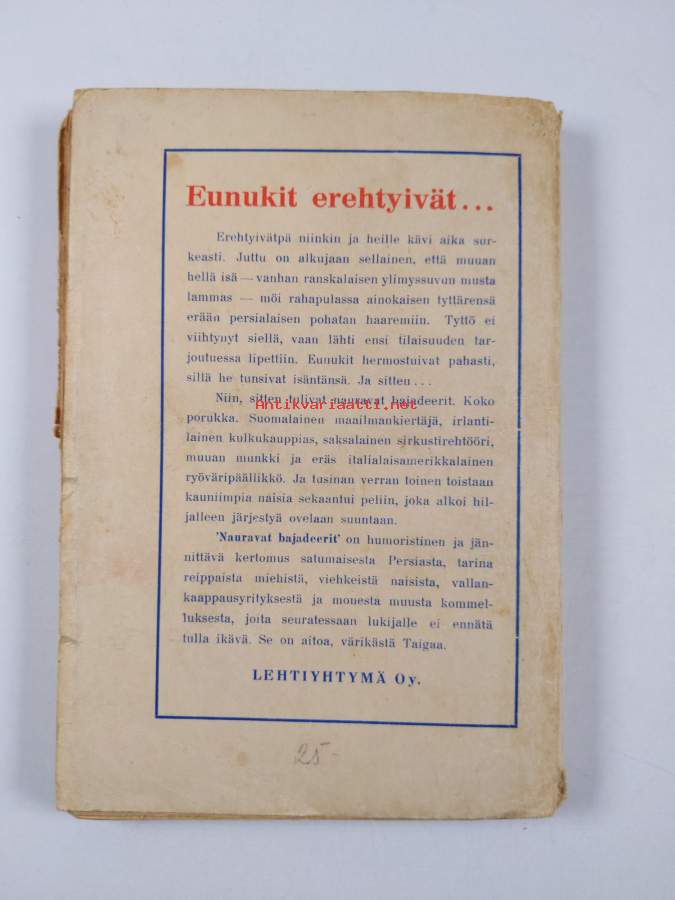 Eunukit erehtyivät...
Erehtyivätpä niinkin ja heille kävi aika sur-
keasti. Juttu on alkujaan sellainen, että muuan
hellä isä — vanhan ranskalaisen ylimyssuvun musta
lammas — möi rahapulassa ainokaisen tyttärensä
erään persialaisen pohatan haaremiin. Tyttö ei
viihtynyt siellä, vaan lähti ensi tilaisuuden tar-
joutuessa lipettiin. Eunukit hermostuivat pahasti,
sillä he tunsivat isäntänsä. Ja sitten...
Niin, sitten tulivat nauravat bajadeerit. Koko
Antikvariaatti.net
porukka. Suomalainen maailmankiertäjä, irlanti-
lainen kulkukauppias, saksalainen sirkustirehtööri,
muuan munkki ja eräs italialaisamerikkalainen
ryöväripäällikkö. Ja tusinan verran toinen toistaan
kauniimpia naisia sekaantui peliin, joka alkoi hil-
jalleen järjestyä ovelaan suuntaan.
'Nauravat bajadeerit' on humoristinen ja jän-
nittävä kertomus satumaisesta Persiasta, tarina
reippaista miehistä, viehkeistä naisista, vallan-
kaappausyrityksestä ja monesta muusta kommel-
luksesta, joita seuratessaan lukijalle ei ennätä
tulla ikävä. Se on aitoa, värikästä Taigaa.
LEHTIYHTYMÄ Oy.
25-